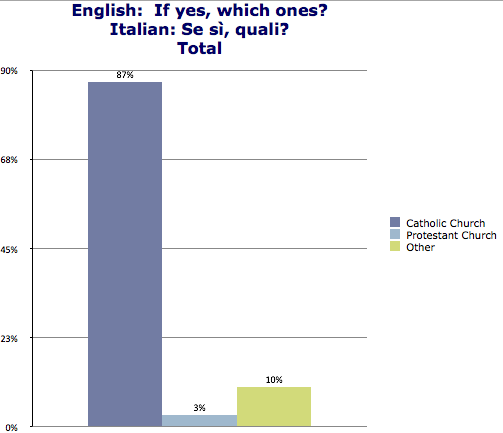 English:  If yes, which ones?
Italian: Se sì, quali?
Total
90%
87%
68%
45%
23%
10%
3%
0%
Catholic Church
Protestant Church
Other